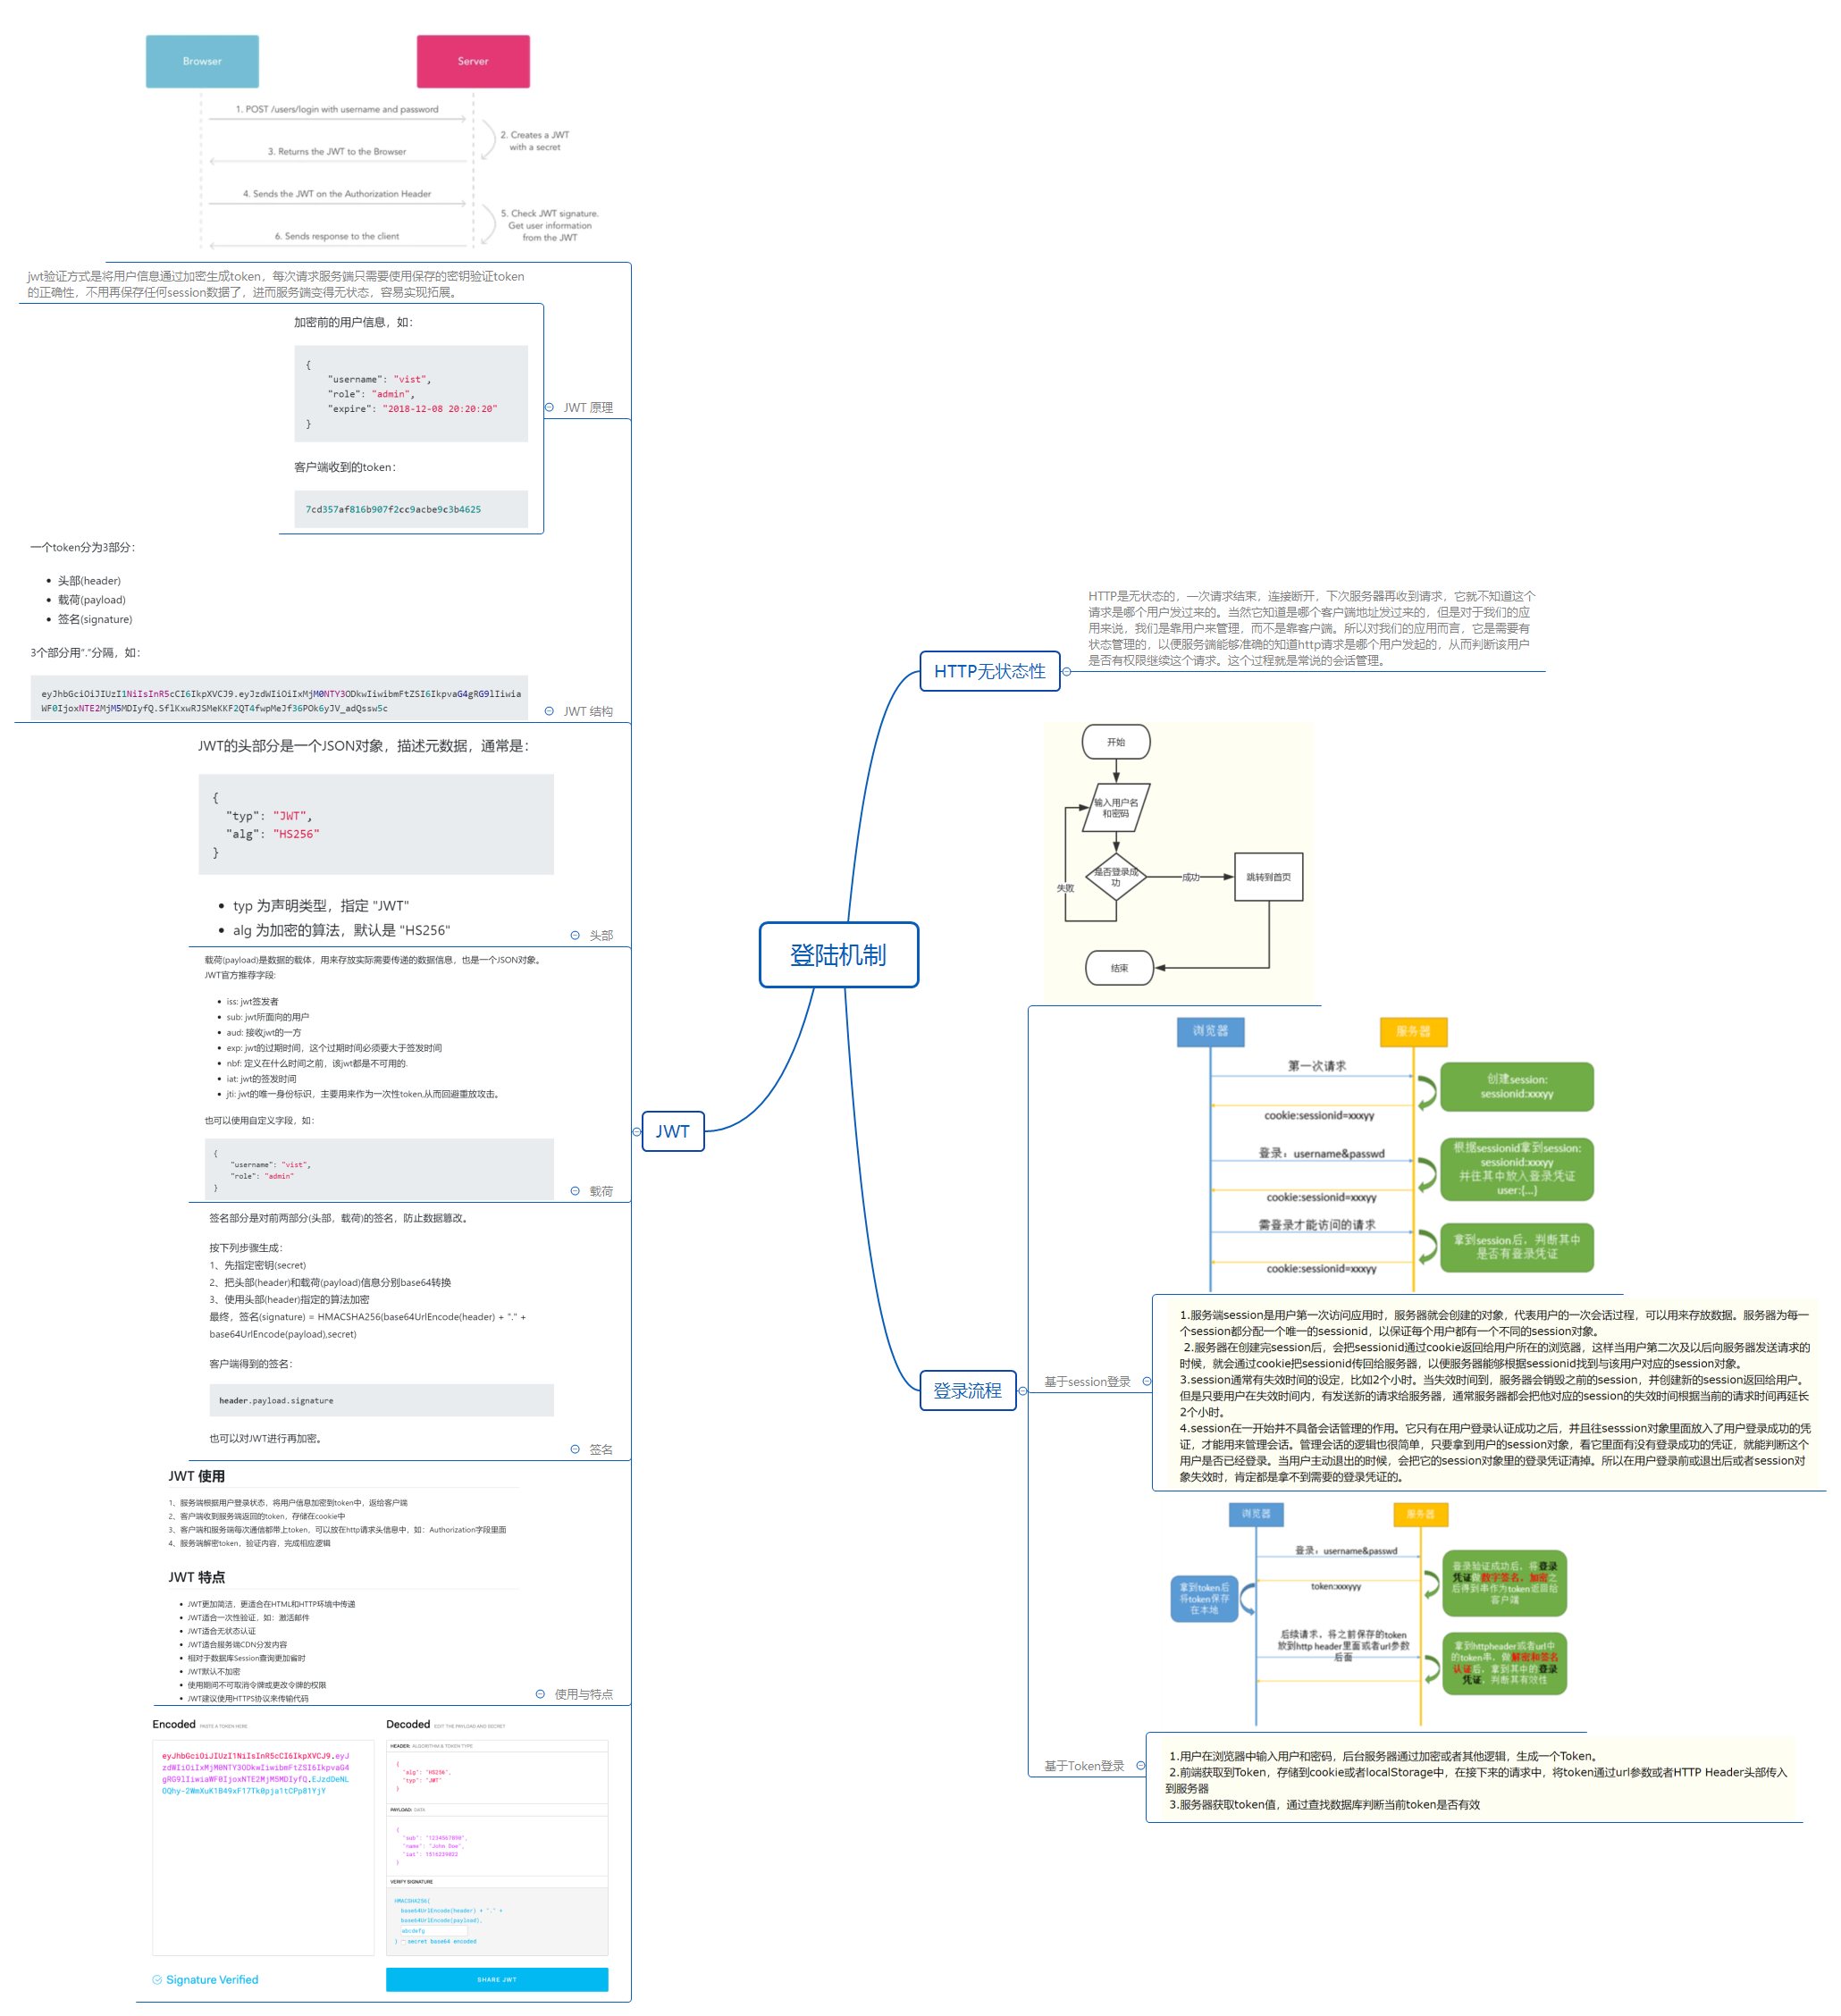 Browser
Server
1. POST /users/login with username and password
2. Creates a JWT
with a secret
3. Returns the JWT to the Browser
4. Sends the JWT on the Authorization Header
5. Check JWT signature.
Get user information
from the JWT
6. Sends response to the client
jwt验证方式是将用户信息通过加密生成token，每次请求服务端只需要使用保存的密钥验证token
的正确性，不用再保存任何session数据了，进而服务端变得无状态，容易实现拓展。
加密前的用户信息，如：
{
"username": "vist",
"role": "admin",
"expire": "2018-12-08 20:20:20"
}
客户端收到的token：
7cd357af816b907f2cc9acbe9c3b4625
JWT 原理
一个token分为3部分：
• 头部(header)
• 载荷(payload)
• 签名(signature)
3个部分用"."分隔，如：
eyJhbGciOiJIUzI1NiIsInR5cCI6IkpXVCJ9.eyJzdWIiOiIxMjM0NTY3ODkwIiwibmFtZSI6IkpvaG4gRG9lIiwia
WF0IjoxNTE2MjM5MDIyfQ.SflKxwRJSMeKKF2QT4fwpMeJf36POk6yJV_adQssw5c
JWT 结构
JWT的头部分是一个JSON对象，描述元数据，通常是：
{
"typ": "JWT",
"alg": "HS256"
}
• typ 为声明类型，指定 "JWT"
• alg 为加密的算法，默认是 "HS256"
头部
载荷(payload)是数据的载体，用来存放实际需要传递的数据信息，也是一个JSON对象。
JWT官方推荐字段:
• iss: jwt签发者
• sub: jwt所面向的用户
• aud: 接收jwt的一方
• exp: jwt的过期时间，这个过期时间必须要大于签发时间
• nbf: 定义在什么时间之前，该jwt都是不可用的.
• iat: jwt的签发时间
• jti: jwt的唯一身份标识，主要用来作为一次性token,从而回避重放攻击。
也可以使用自定义字段，如：
{
"username": "vist",
"role": "admin"
}
载荷
签名部分是对前两部分(头部，载荷)的签名，防止数据篡改。
按下列步骤生成：
1、先指定密钥(secret)
2、把头部(header)和载荷(payload)信息分别base64转换
3、使用头部(header)指定的算法加密
最终，签名(signature) = HMACSHA256(base64UrlEncode(header) + "." +
base64UrlEncode(payload),secret)
客户端得到的签名：
header.payload.signature
也可以对JWT进行再加密。
签名
JWT 使用
1、服务端根据用户登录状态，将用户信息加密到token中，返给客户端
2、客户端收到服务端返回的token，存储在cookie中
3、客户端和服务端每次通信都带上token，可以放在http请求头信息中，如：Authorization字段里面
4、服务端解密token，验证内容，完成相应逻辑
JWT 特点
• JWT更加简洁，更适合在HTML和HTTP环境中传递
• JWT适合一次性验证，如：激活邮件
• JWT适合无状态认证
• JWT适合服务端CDN分发内容
• 相对于数据库Session查询更加省时
• JWT默认不加密
• 使用期间不可取消令牌或更改令牌的权限
• JWT建议使用HTTPS协议来传输代码
使用与特点
Encoded PASTE A TOKEN HERE
eyJhbGciOiJIUzI1NiIsInR5cCI6IkpXVCJ9.eyJ
zdWIiOiIxMjM0NTY3ODkwIiwibmFtZSI6IkpvaG4
gRG9lIiwiaWF0IjoxNTE2MjM5MDIyfQ.EJzdDeNL
OQhy-2WmXuK1B49xF17Tk0pja1tCPp81YjY
Decoded EDIT THE PAYLOAD AND SECRET
HEADER: ALGORITHM & TOKEN TYPE
{
"alg": "HS256",
"typ": "JWT"
}
PAYLOAD: DATA
{
"sub": "1234567890",
"name": "John Doe",
"iat": 1516239022
}
VERIFY SIGNATURE
HMACSHA256(
base64UrlEncode(header) + "." +
base64UrlEncode(payload),
abcdefg
) secret base64 encoded
Signature Verified
SHARE JWT
JWT
登陆机制
HTTP无状态性
HTTP是无状态的，一次请求结束，连接断开，下次服务器再收到请求，它就不知道这个
请求是哪个用户发过来的。当然它知道是哪个客户端地址发过来的，但是对于我们的应
用来说，我们是靠用户来管理，而不是靠客户端。所以对我们的应用而言，它是需要有
状态管理的，以便服务端能够准确的知道http请求是哪个用户发起的，从而判断该用户
是否有权限继续这个请求。这个过程就是常说的会话管理。
开始
输入用户名
和密码
是否登录成
功
成功
跳转到首页
失败
结束
登录流程
浏览器
服务器
第一次请求
创建session:
sessionid:xxxyy
cookie:sessionid=xxxyy
登录：username&passwd
根据sessionid拿到session:
sessionid:xxxyy
并往其中放入登录凭证
user:{...}
cookie:sessionid=xxxyy
需登录才能访问的请求
拿到session后，判断其中
是否有登录凭证
cookie:sessionid=xxxyy
基于session登录
1.服务端session是用户第一次访问应用时，服务器就会创建的对象，代表用户的一次会话过程，可以用来存放数据。服务器为每一
个session都分配一个唯一的sessionid，以保证每个用户都有一个不同的session对象。
2.服务器在创建完session后，会把sessionid通过cookie返回给用户所在的浏览器，这样当用户第二次及以后向服务器发送请求的
时候，就会通过cookie把sessionid传回给服务器，以便服务器能够根据sessionid找到与该用户对应的session对象。
3.session通常有失效时间的设定，比如2个小时。当失效时间到，服务器会销毁之前的session，并创建新的session返回给用户。
但是只要用户在失效时间内，有发送新的请求给服务器，通常服务器都会把他对应的session的失效时间根据当前的请求时间再延长
2个小时。
4.session在一开始并不具备会话管理的作用。它只有在用户登录认证成功之后，并且往sesssion对象里面放入了用户登录成功的凭
证，才能用来管理会话。管理会话的逻辑也很简单，只要拿到用户的session对象，看它里面有没有登录成功的凭证，就能判断这个
用户是否已经登录。当用户主动退出的时候，会把它的session对象里的登录凭证清掉。所以在用户登录前或退出后或者session对
象失效时，肯定都是拿不到需要的登录凭证的。
浏览器
服务器
登录：username&passwd
登录验证成功后，将登录
凭证做数字签名，加密之
后得到串作为token返回给
客户端
token:xxxyyy
拿到token后
将token保存
在本地
后续请求，将之前保存的token
放到http header里面或者url参数
后面
拿到httpheader或者url中
的token串，做解密和签名
认证后，拿到其中的登录
凭证，判断其有效性
基于Token登录
1.用户在浏览器中输入用户和密码，后台服务器通过加密或者其他逻辑，生成一个Token。
2.前端获取到Token，存储到cookie或者localStorage中，在接下来的请求中，将token通过url参数或者HTTP Header头部传入
到服务器
3.服务器获取token值，通过查找数据库判断当前token是否有效